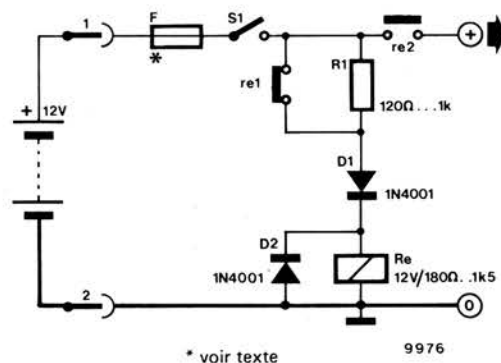 1
F
*
S1
+
12V
re1
R1
120Ω...1k
re2
+
D1
1N4001
D2
1N4001
Re
12V/180Ω...1k5
2
0
* voir texte
9976